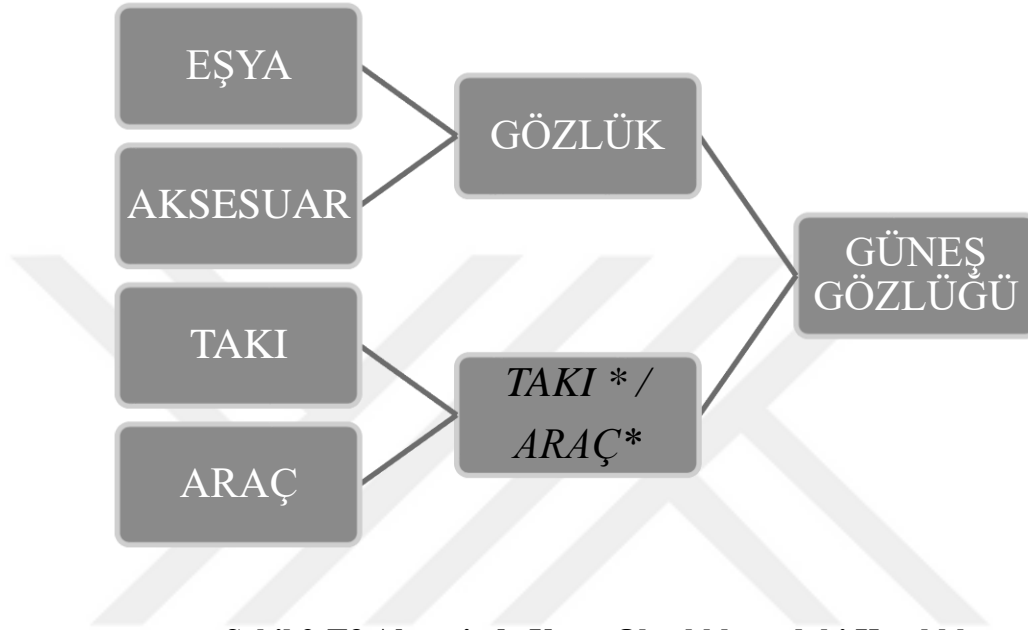 EŞYA
AKSESUAR
TAKI
ARAÇ
GÖZLÜK
TAKI * /
ARAÇ*
GÜNEŞ
GÖZLÜĞÜ